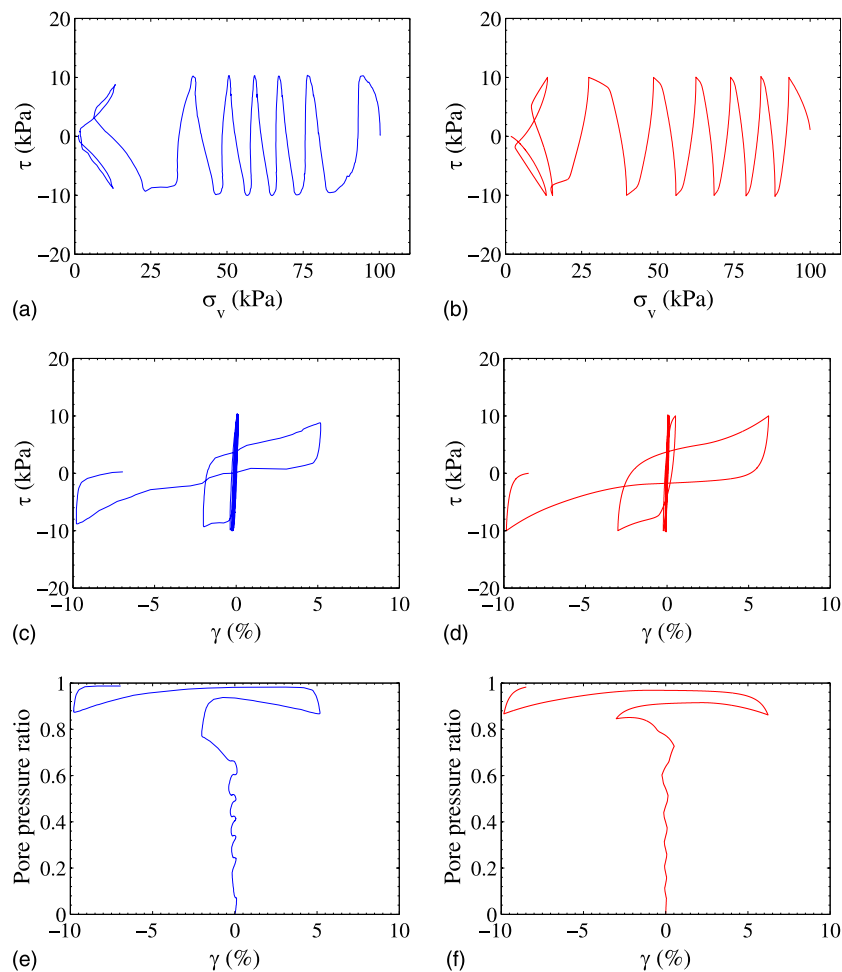 20
10
0
−10
−20
τ (kPa)
0 25 50 75 100
σv (kPa)
(a)
20
10
0
−10
−20
τ (kPa)
0 25 50 75 100
σv (kPa)
(b)
20
10
0
−10
−20
τ (kPa)
−10 −5 0 5 10
γ (%)
(c)
20
10
0
−10
−20
τ (kPa)
−10 −5 0 5 10
γ (%)
(d)
1
0.8
0.6
0.4
0.2
0
Pore pressure ratio
−10 −5 0 5 10
γ (%)
(e)
1
0.8
0.6
0.4
0.2
0
Pore pressure ratio
−10 −5 0 5 10
γ (%)
(f)